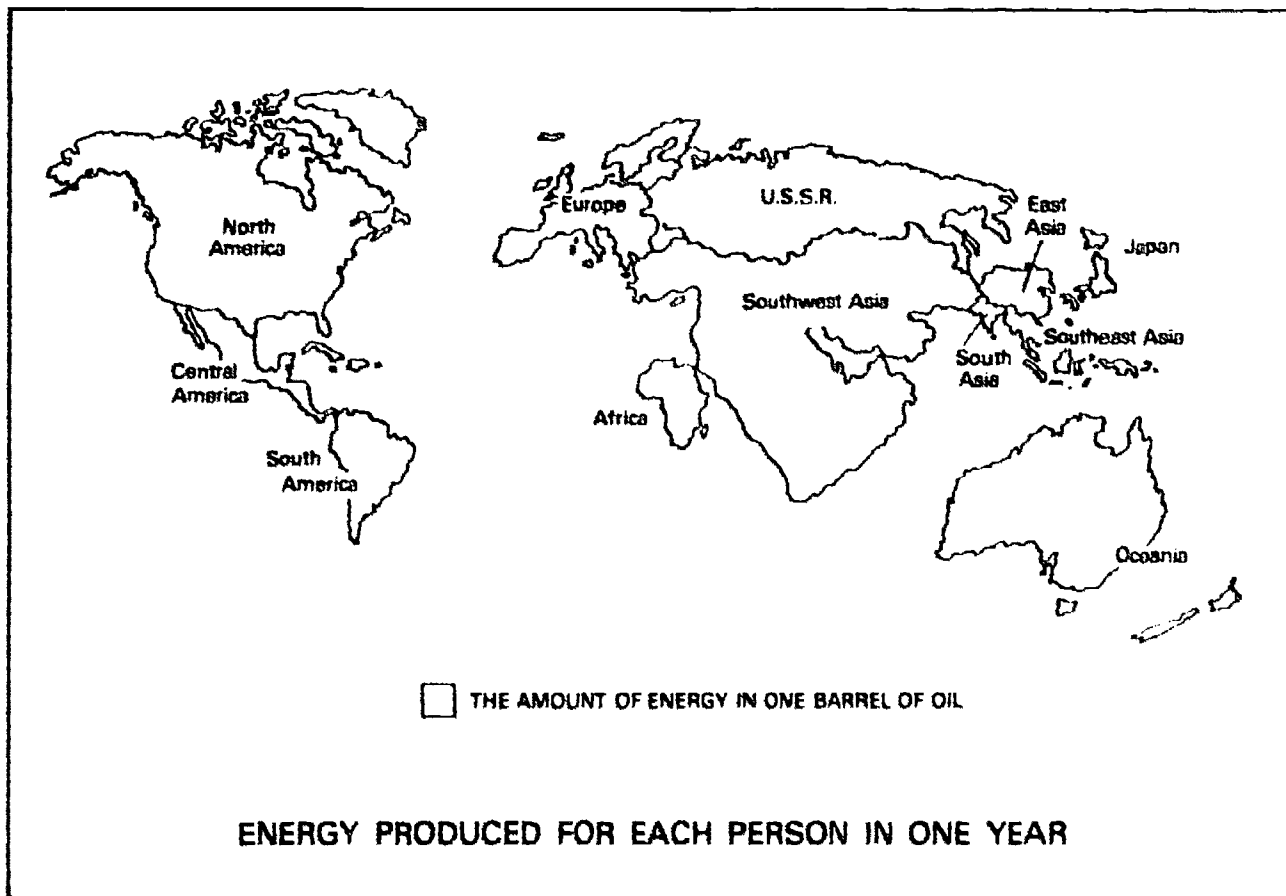 North
America
Central
America
South
America
Europe
U.S.S.R.
East
Asia
Japan
Southwest Asia
Southeast Asia
South
Asia
Africa
Oceania
THE AMOUNT OF ENERGY IN ONE BARREL OF OIL
ENERGY PRODUCED FOR EACH PERSON IN ONE YEAR